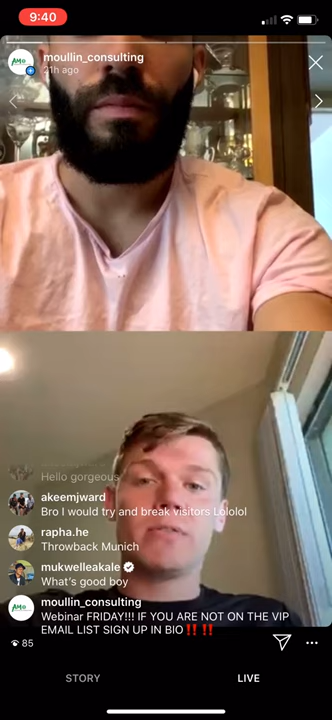 9:40
moullin_consulting
21h ago
Hello gorgeous
akeemjward
Bro I would try and break visitors Lololol
rapha.he
Throwback Munich
mukwelleakale
What's good boy
moullin_consulting
Webinar FRIDAY!!! IF YOU ARE NOT ON THE VIP
EMAIL LIST SIGN UP IN BIO‼️ ‼️
85
STORY
LIVE